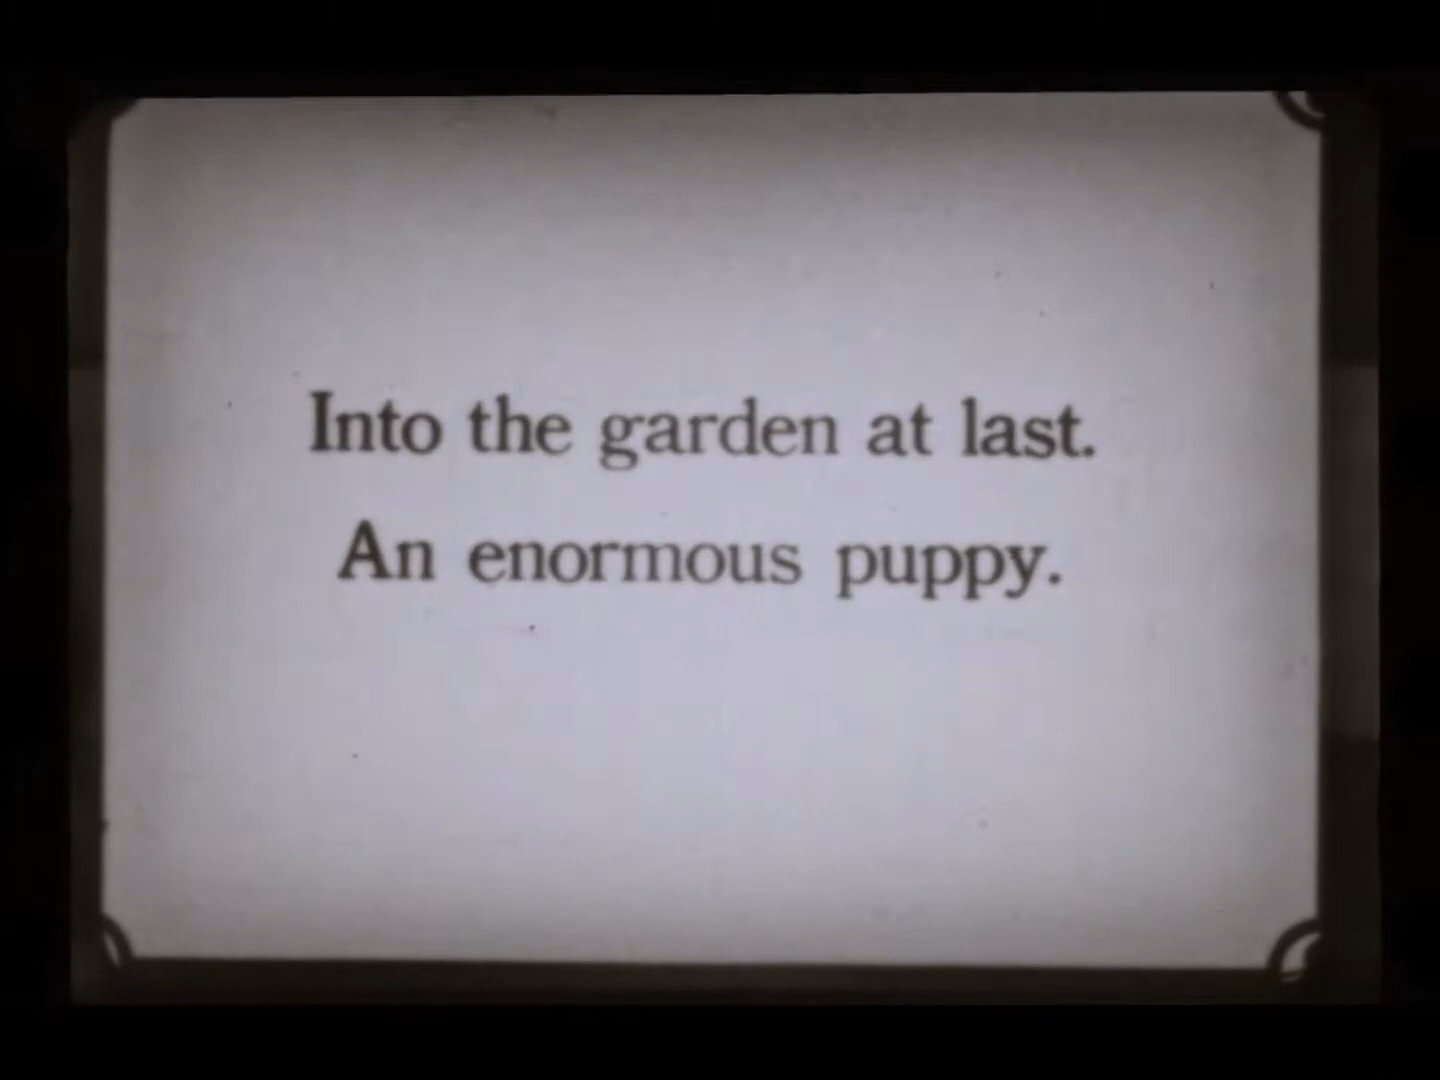 Into the garden at last.
An enormous puppy.